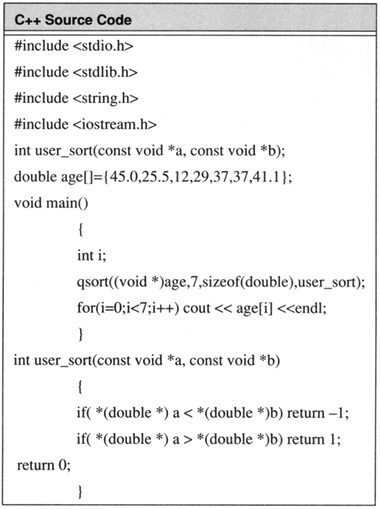 C++ Source Code
#include <stdio.h>
#include <stdlib.h>
#include <string.h>
#include <iostream.h>
int user_sort(const void *a, const void *b);
double age[]={45.0,25.5,12,29,37,37,41.1};
void main()
{
int i;
qsort((void *)age,7,sizeof(double),user_sort);
for(i=0;i<7;i++) cout << age[i] <<endl;
}
int user_sort(const void *a, const void *b)
{
if( *(double *) a < *(double *)b) return –1;
if( *(double *) a > *(double *)b) return 1;
return 0;
}